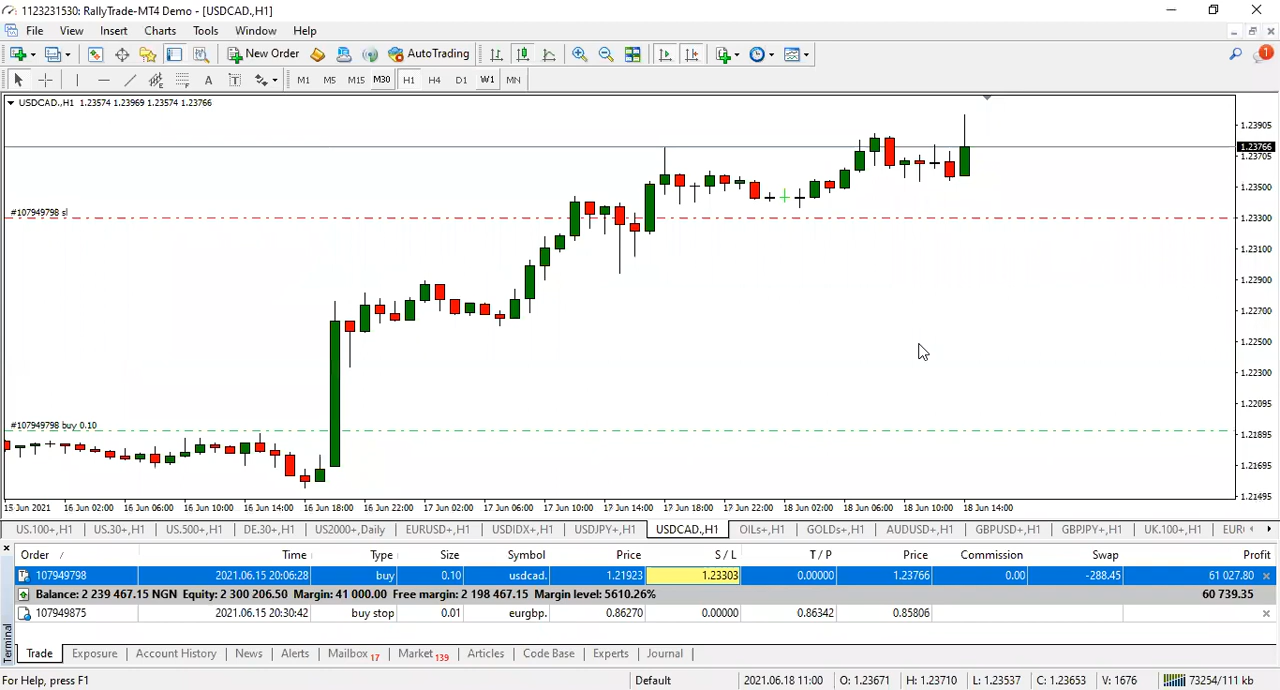 1123231530: RallyTrade-MT4 Demo - [USDCAD.,H1]
File View Insert Charts Tools Window Help
New Order AutoTrading
1
A T M1 M5 M15 M30 H1 H4 D1 W1 MN
USDCAD.,H1 1.23574 1.23969 1.23574 1.23766
1.23905
1.23766
1.23705
1.23500
#107949798 sl
1.23300
1.23100
1.22900
1.22700
1.22500
1.22300
1.22095
#107949798 buy 0.10
1.21895
1.21695
1.21495
15 Jun 2021 16 Jun 02:00 16 Jun 06:00 16 Jun 10:00 16 Jun 14:00 16 Jun 18:00 16 Jun 22:00 17 Jun 02:00 17 Jun 06:00 17 Jun 10:00 17 Jun 14:00 17 Jun 18:00 17 Jun 22:00 18 Jun 02:00 18 Jun 06:00 18 Jun 10:00 18 Jun 14:00
US.100+,H1 US.30+,H1 US.500+,H1 DE.30+,H1 US2000+,Daily EURUSD+,H1 USDIDX+,H1 USDJPY+,H1 USDCAD.,H1 OILs+,H1 GOLDs+,H1 AUDUSD+,H1 GBPUSD+,H1 GBPJPY+,H1 UK.100+,H1 EUR
Order / Time Type Size Symbol Price S / L T / P Price Commission Swap Profit
107949798 2021.06.15 20:06:28 buy 0.10 usdcad. 1.21923 1.23303 0.00000 1.23766 0.00 -288.45 61 027.80
Balance: 2 239 467.15 NGN Equity: 2 300 206.50 Margin: 41 000.00 Free margin: 2 198 467.15 Margin level: 5610.26% 60 739.35
107949875 2021.06.15 20:30:42 buy stop 0.01 eurgbp. 0.86270 0.00000 0.86342 0.85806
Terminal
Trade Exposure Account History News Alerts Mailbox 17 Market 139 Articles Code Base Experts Journal
For Help, press F1 Default 2021.06.18 11:00 O: 1.23671 H: 1.23710 L: 1.23537 C: 1.23653 V: 1676 73254/111 kb